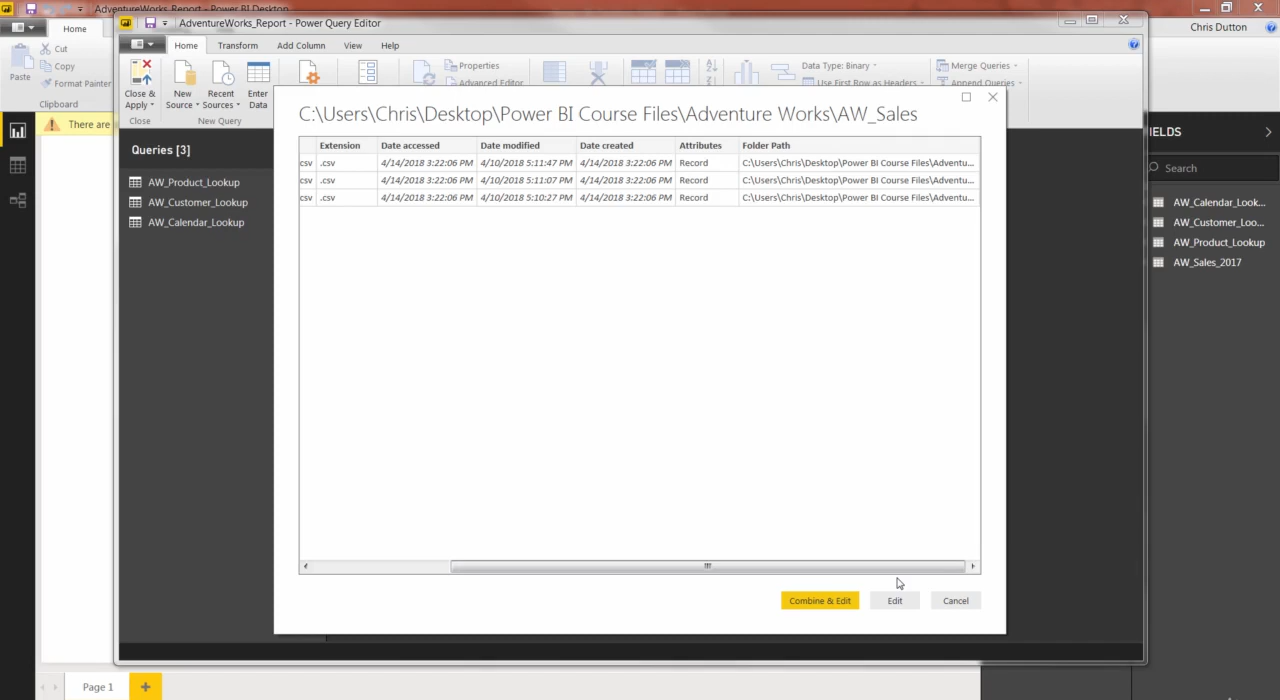 AdventureWorks_Report - Power BI Desktop
AdventureWorks_Report - Power Query Editor
Chris Dutton
Home
Home Transform Add Column View Help
Paste
Cut
Copy
Format Painter
Clipboard
Close & Apply
Close
New Source
Recent Sources
Enter Data
New Query
Properties
Advanced Editor
Data Type: Binary
Use First Row as Headers
Merge Queries
Append Queries
There are
Queries [3]
AW_Product_Lookup
AW_Customer_Lookup
AW_Calendar_Lookup
C:\Users\Chris\Desktop\Power BI Course Files\Adventure Works\AW_Sales
Extension Date accessed Date modified Date created Attributes Folder Path
csv .csv 4/14/2018 3:22:06 PM 4/10/2018 5:11:47 PM 4/14/2018 3:22:06 PM Record C:\Users\Chris\Desktop\Power BI Course Files\Adventu...
csv .csv 4/14/2018 3:22:06 PM 4/10/2018 5:11:07 PM 4/14/2018 3:22:06 PM Record C:\Users\Chris\Desktop\Power BI Course Files\Adventu...
csv .csv 4/14/2018 3:22:06 PM 4/10/2018 5:10:27 PM 4/14/2018 3:22:06 PM Record C:\Users\Chris\Desktop\Power BI Course Files\Adventu...
Combine & Edit Edit Cancel
IELDS
Search
AW_Calendar_Look...
AW_Customer_Loo...
AW_Product_Lookup
AW_Sales_2017
Page 1